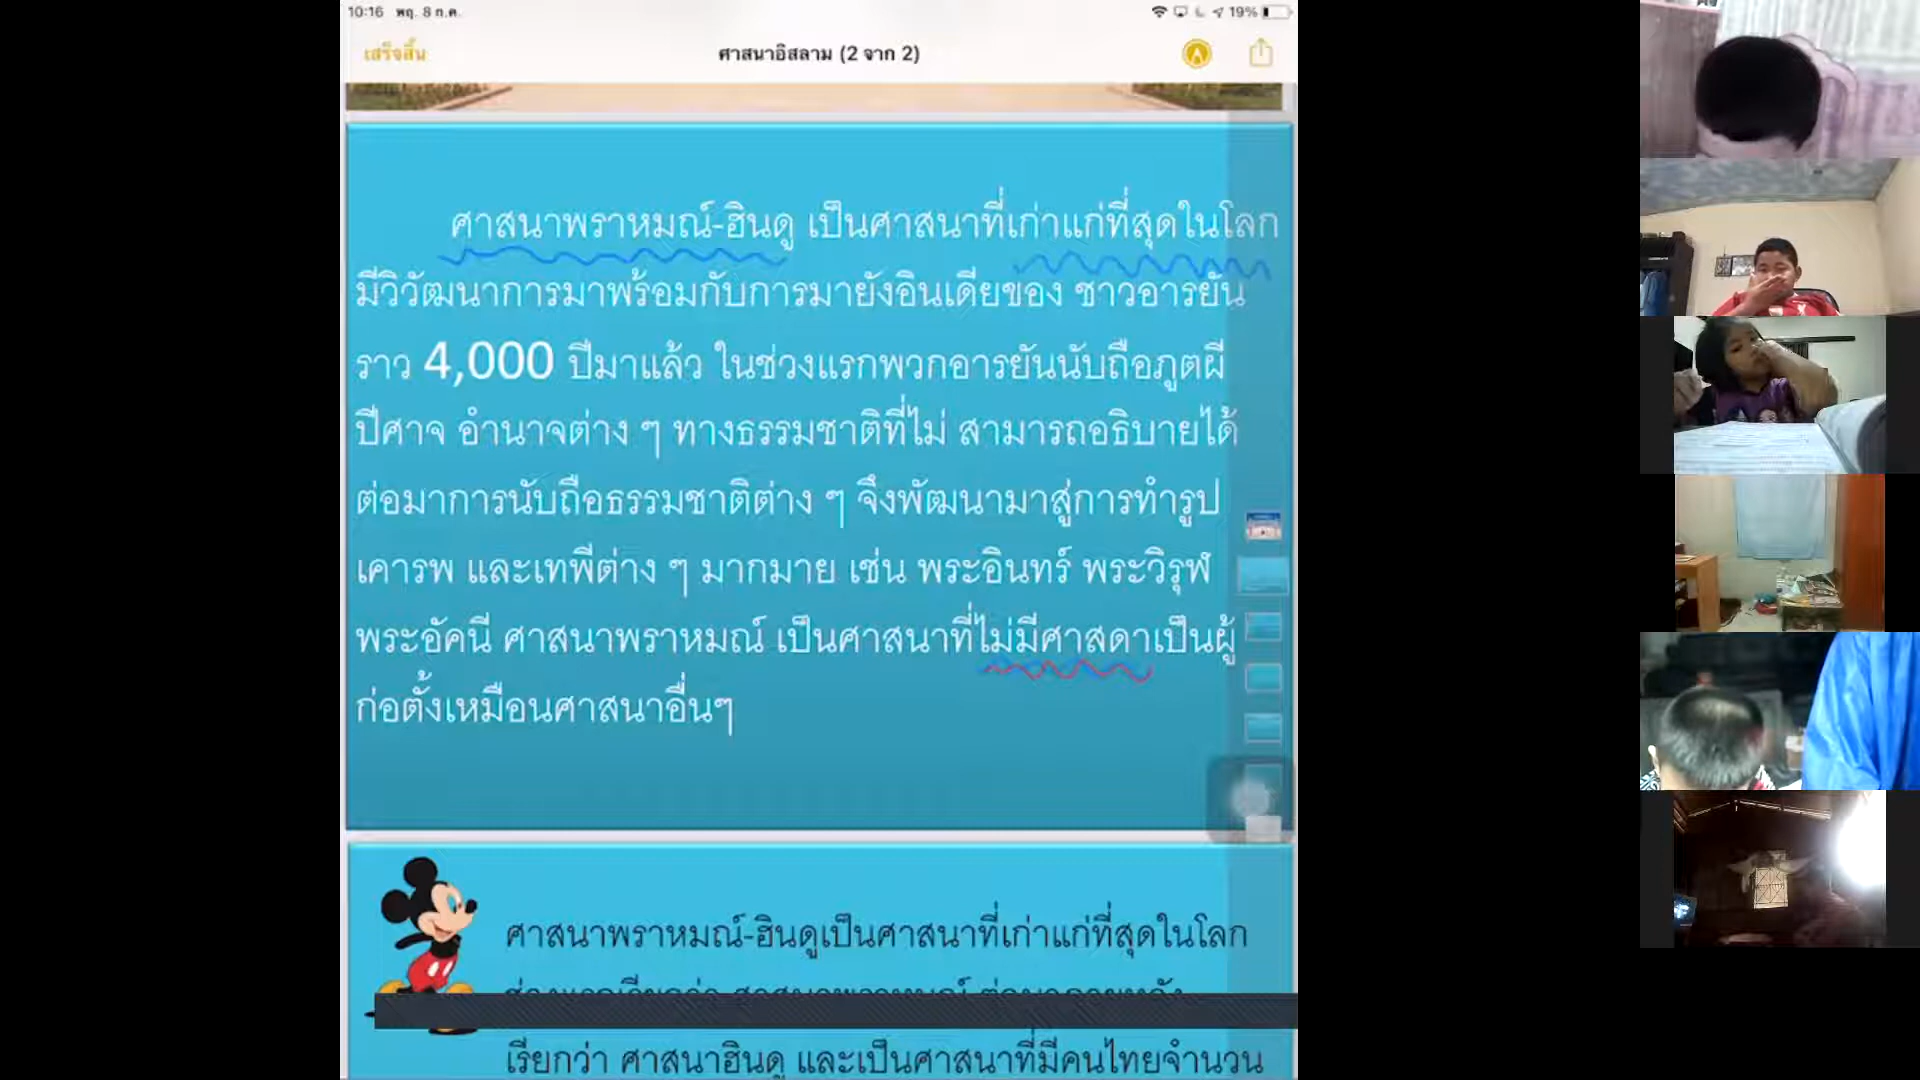 10:16 พฤ. 8 ก.ค.
19%
เสร็จสิ้น
ศาสนาอิสลาม (2 จาก 2)
ศาสนาพราหมณ์-ฮินดู เป็นศาสนาที่เก่าแก่ที่สุดในโลก
มีวิวัฒนาการมาพร้อมกับการมายังอินเดียของ ชาวอารยัน
ราว 4,000 ปีมาแล้ว ในช่วงแรกพวกอารยันนับถือภูตผี
ปีศาจ อำนาจต่าง ๆ ทางธรรมชาติที่ไม่ สามารถอธิบายได้
ต่อมาการนับถือธรรมชาติต่าง ๆ จึงพัฒนามาสู่การทำรูป
เคารพ และเทพีต่าง ๆ มากมาย เช่น พระอินทร์ พระวิรุฬ
พระอัคนี ศาสนาพราหมณ์ เป็นศาสนาที่ไม่มีศาสดาเป็นผู้
ก่อตั้งเหมือนศาสนาอื่นๆ
ศาสนาพราหมณ์-ฮินดูเป็นศาสนาที่เก่าแก่ที่สุดในโลก
เรียกว่า ศาสนาฮินดู และเป็นศาสนาที่มีคนไทยจำนวน